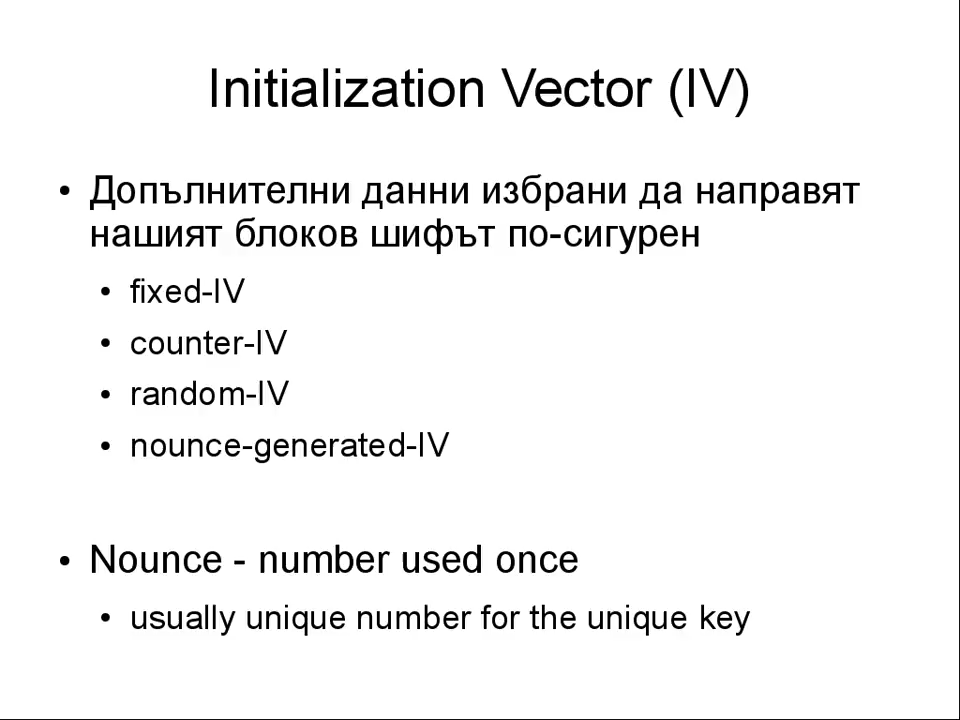 Initialization Vector (IV)
• Допълнителни данни избрани да направят
нашият блоков шифът по-сигурен
• fixed-IV
• counter-IV
• random-IV
• nounce-generated-IV
• Nounce - number used once
• usually unique number for the unique key